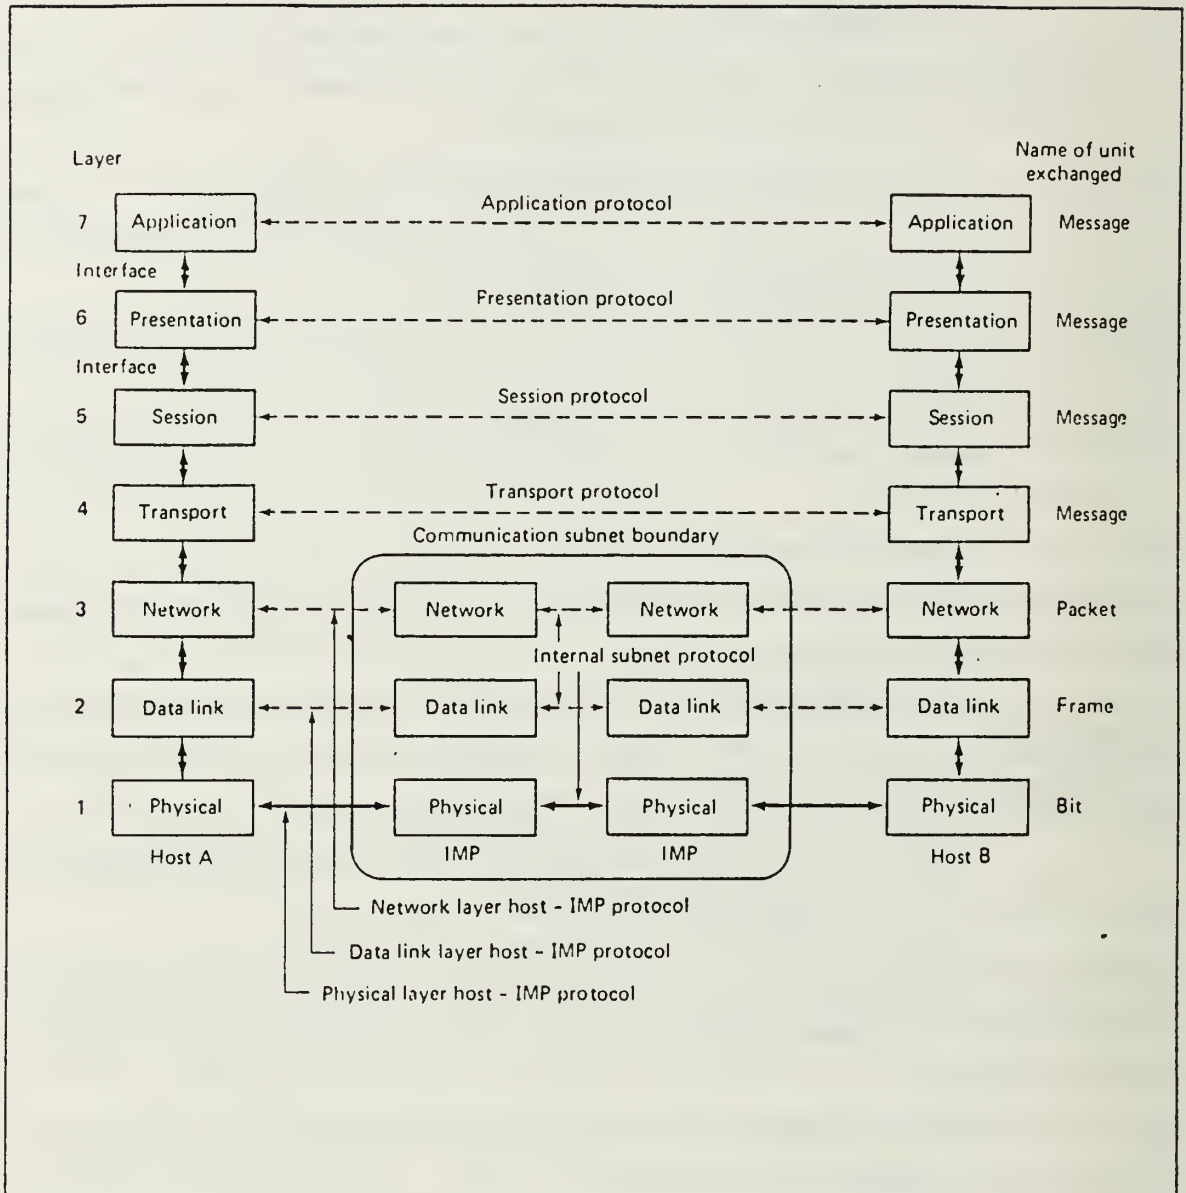 Layer
Name of unit
exchanged
7 Application Application protocol Application Message
Interface
6 Presentation Presentation protocol Presentation Message
Interface
5 Session Session protocol Session Message
4 Transport Transport protocol Transport Message
Communication subnet boundary
3 Network Network Network Network Packet
Internal subnet protocol
2 Data link Data link Data link Data link Frame
1 Physical Physical Physical Physical Bit
Host A IMP IMP Host B
Network layer host - IMP protocol
Data link layer host - IMP protocol
Physical layer host - IMP protocol